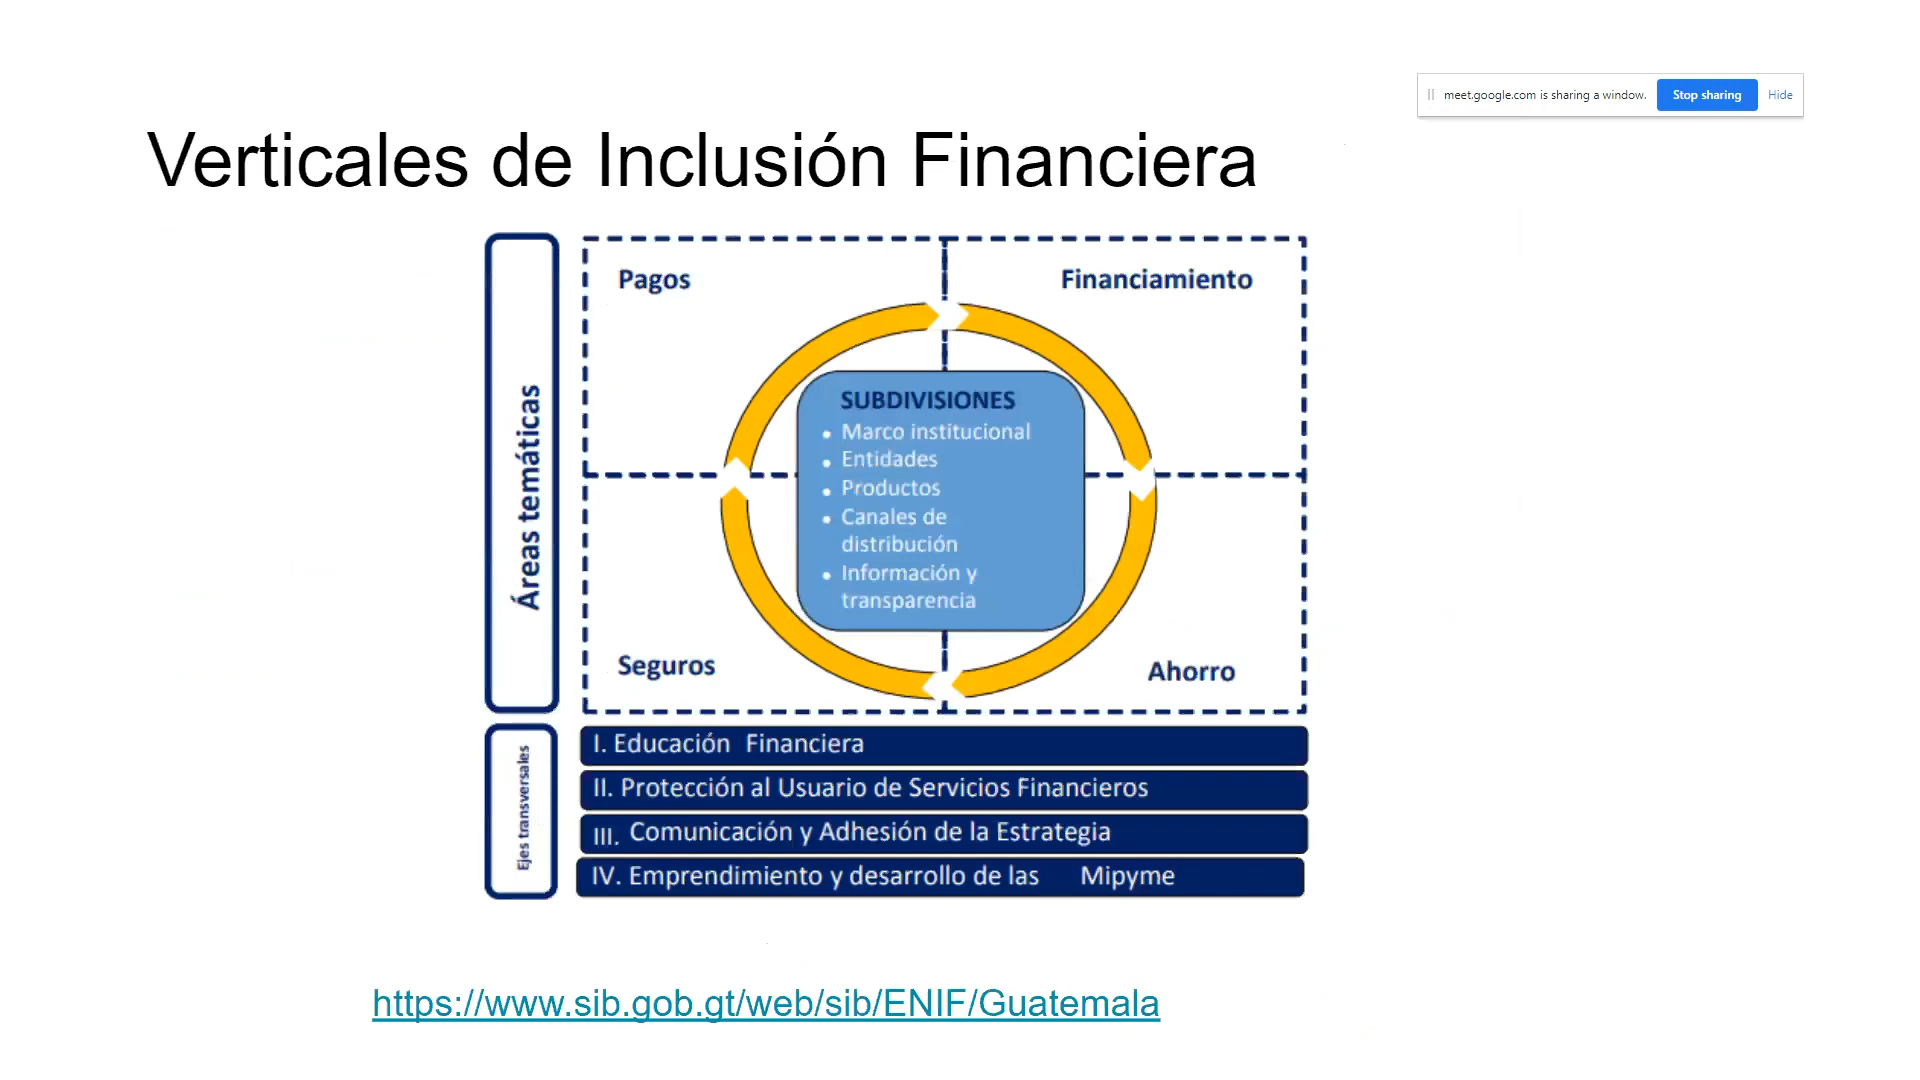 meet.google.com is sharing a window.
Stop sharing
Hide
Verticales de Inclusión Financiera
Áreas temáticas
Pagos
Financiamiento
SUBDIVISIONES
• Marco institucional
• Entidades
• Productos
• Canales de
distribución
• Información y
transparencia
Seguros
Ahorro
Ejes transversales
I. Educación Financiera
II. Protección al Usuario de Servicios Financieros
III. Comunicación y Adhesión de la Estrategia
IV. Emprendimiento y desarrollo de las Mipyme
https://www.sib.gob.gt/web/sib/ENIF/Guatemala